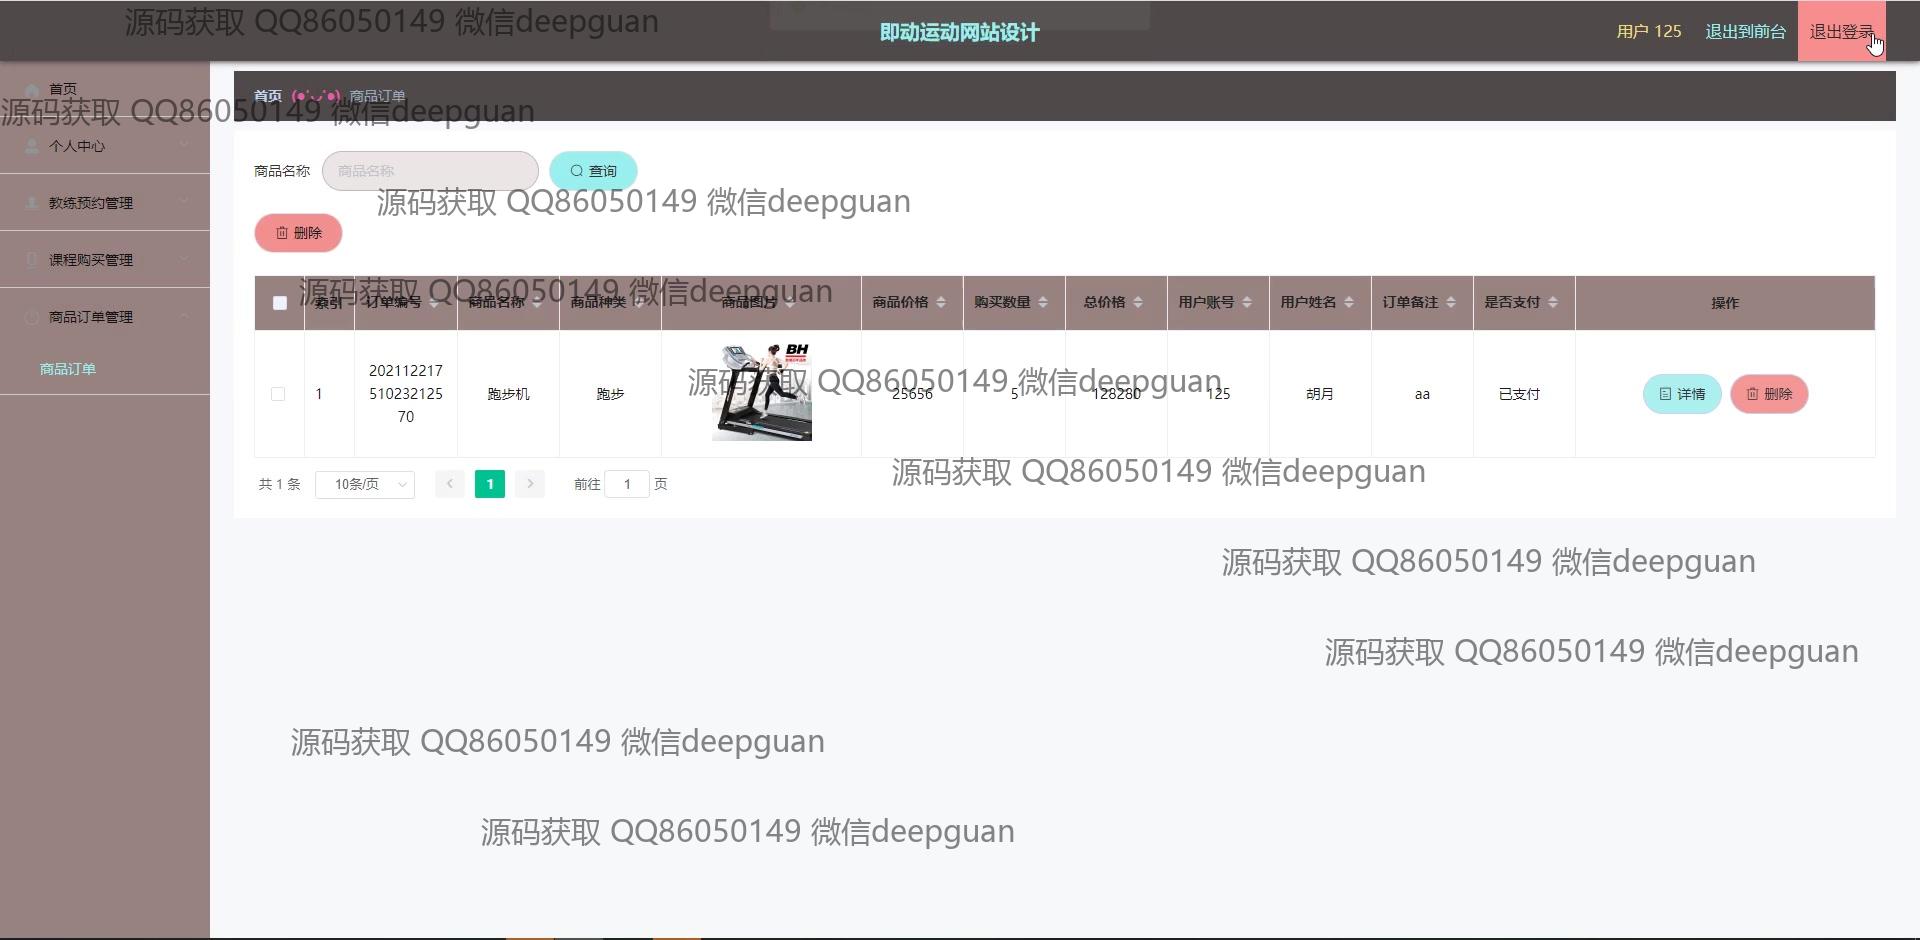 源码获取 QQ86050149 微信deepguan
即动运动网站设计
用户 125 退出到前台 退出登录
首页
首页 (●'◡'●) 商品订单
源码获取 QQ86050149 微信deepguan
个人中心
商品名称 商品名称 查询
源码获取 QQ86050149 微信deepguan
教练预约管理
删除
课程购买管理
源码获取 QQ86050149 微信deepguan
索引 订单编号 商品名称 商品种类 商品图片 商品价格 购买数量 总价格 用户账号 用户姓名 订单备注 是否支付 操作
商品订单管理
商品订单
BH
源码获取 QQ86050149 微信deepguan
1 202112217 跑步机 跑步 25656 5 128280 125 胡月 aa 已支付 详情 删除
510232125
70
源码获取 QQ86050149 微信deepguan
共 1 条 10条/页 1 前往 1 页
源码获取 QQ86050149 微信deepguan
源码获取 QQ86050149 微信deepguan
源码获取 QQ86050149 微信deepguan
源码获取 QQ86050149 微信deepguan